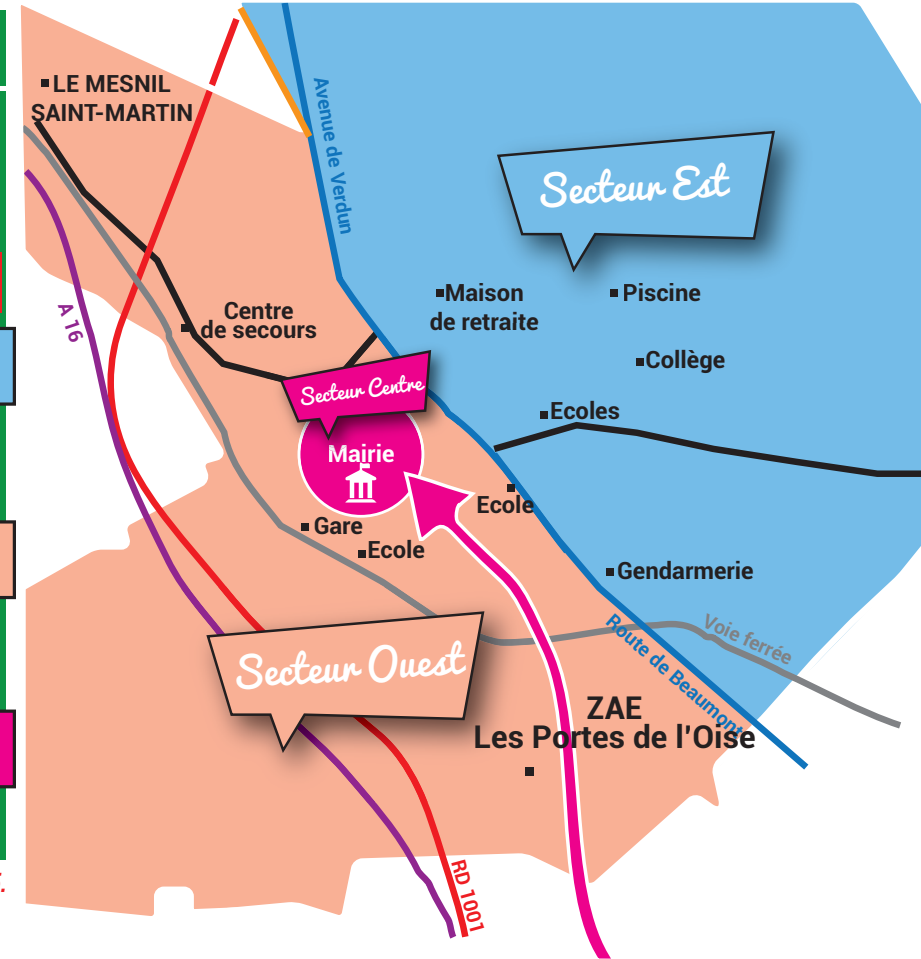 LE MESNIL
SAINT-MARTIN
Avenue de Verdun
Secteur Est
Maison
de retraite
Piscine
A 16
Centre
de secours
Collège
Secteur Centre
Ecoles
Mairie
Ecole
Gare
Ecole
Gendarmerie
Route de Beaumont
Voie ferrée
Secteur Ouest
ZAE
Les Portes de l'Oise
RD 1001